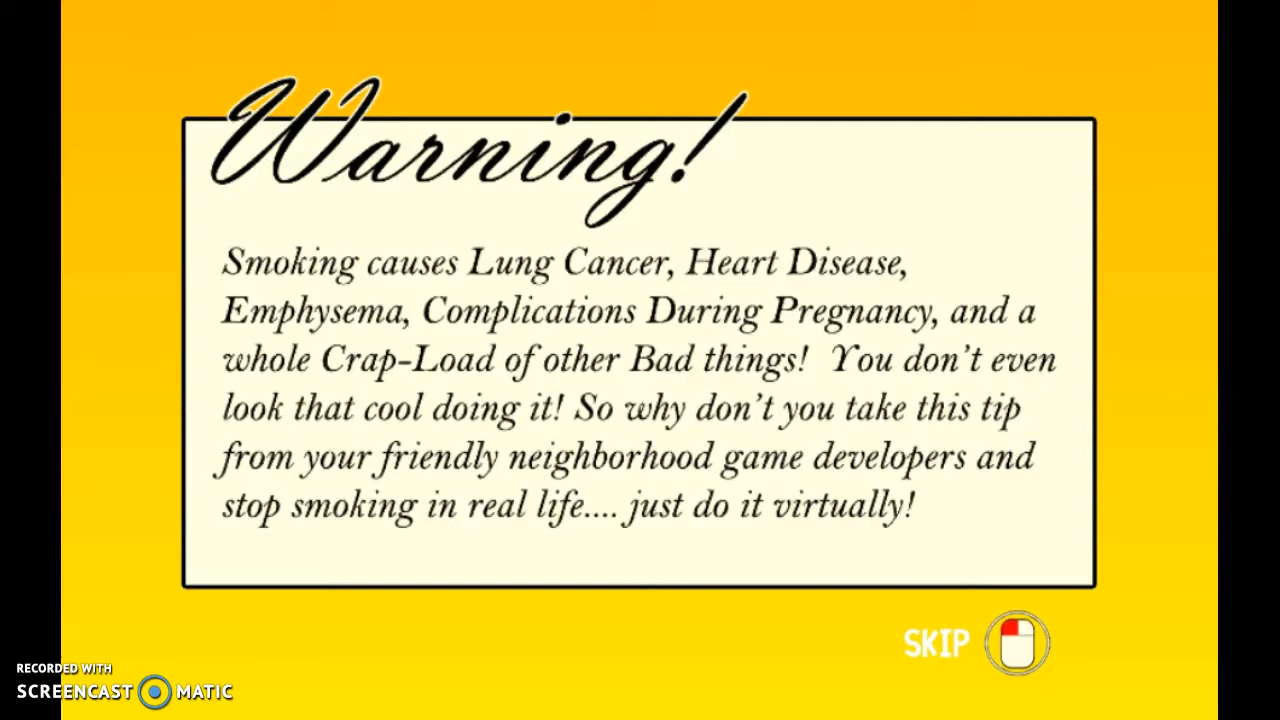 Warning!
Smoking causes Lung Cancer, Heart Disease,
Emphysema, Complications During Pregnancy, and a
whole Crap-Load of other Bad things!  You don't even
look that cool doing it! So why don't you take this tip
from your friendly neighborhood game developers and
stop smoking in real life.... just do it virtually!
SKIP
RECORDED WITH
SCREENCAST MATIC